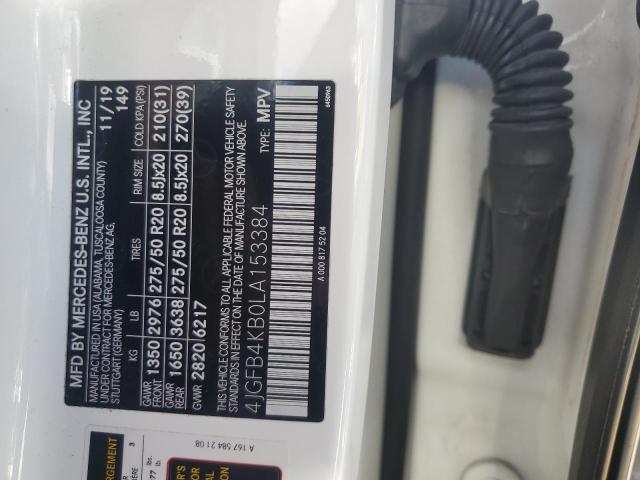 MFD BY MERCEDES-BENZ U.S. INTL., INC
MANUFACTURED IN USA (ALABAMA, TUSCALOOSA COUNTY) 11/19
UNDER CONTRACT FOR MERCEDES-BENZ AG, 149
STUTTGART (GERMANY)
KG LB TIRES RIM SIZE COLD KPA (PSI)
GAWR FRONT 1350 2976 275/50 R20 8.5Jx20 210(31)
GAWR REAR 1650 3638 275/50 R20 8.5Jx20 270(39)
GVWR 2820/6217
THIS VEHICLE CONFORMS TO ALL APPLICABLE FEDERAL MOTOR VEHICLE SAFETY
STANDARDS IN EFFECT ON THE DATE OF MANUFACTURE SHOWN ABOVE.
4JGFB4KB0LA153384 MPV
A 000 817 52 04
6450963
A 167 584 21 08